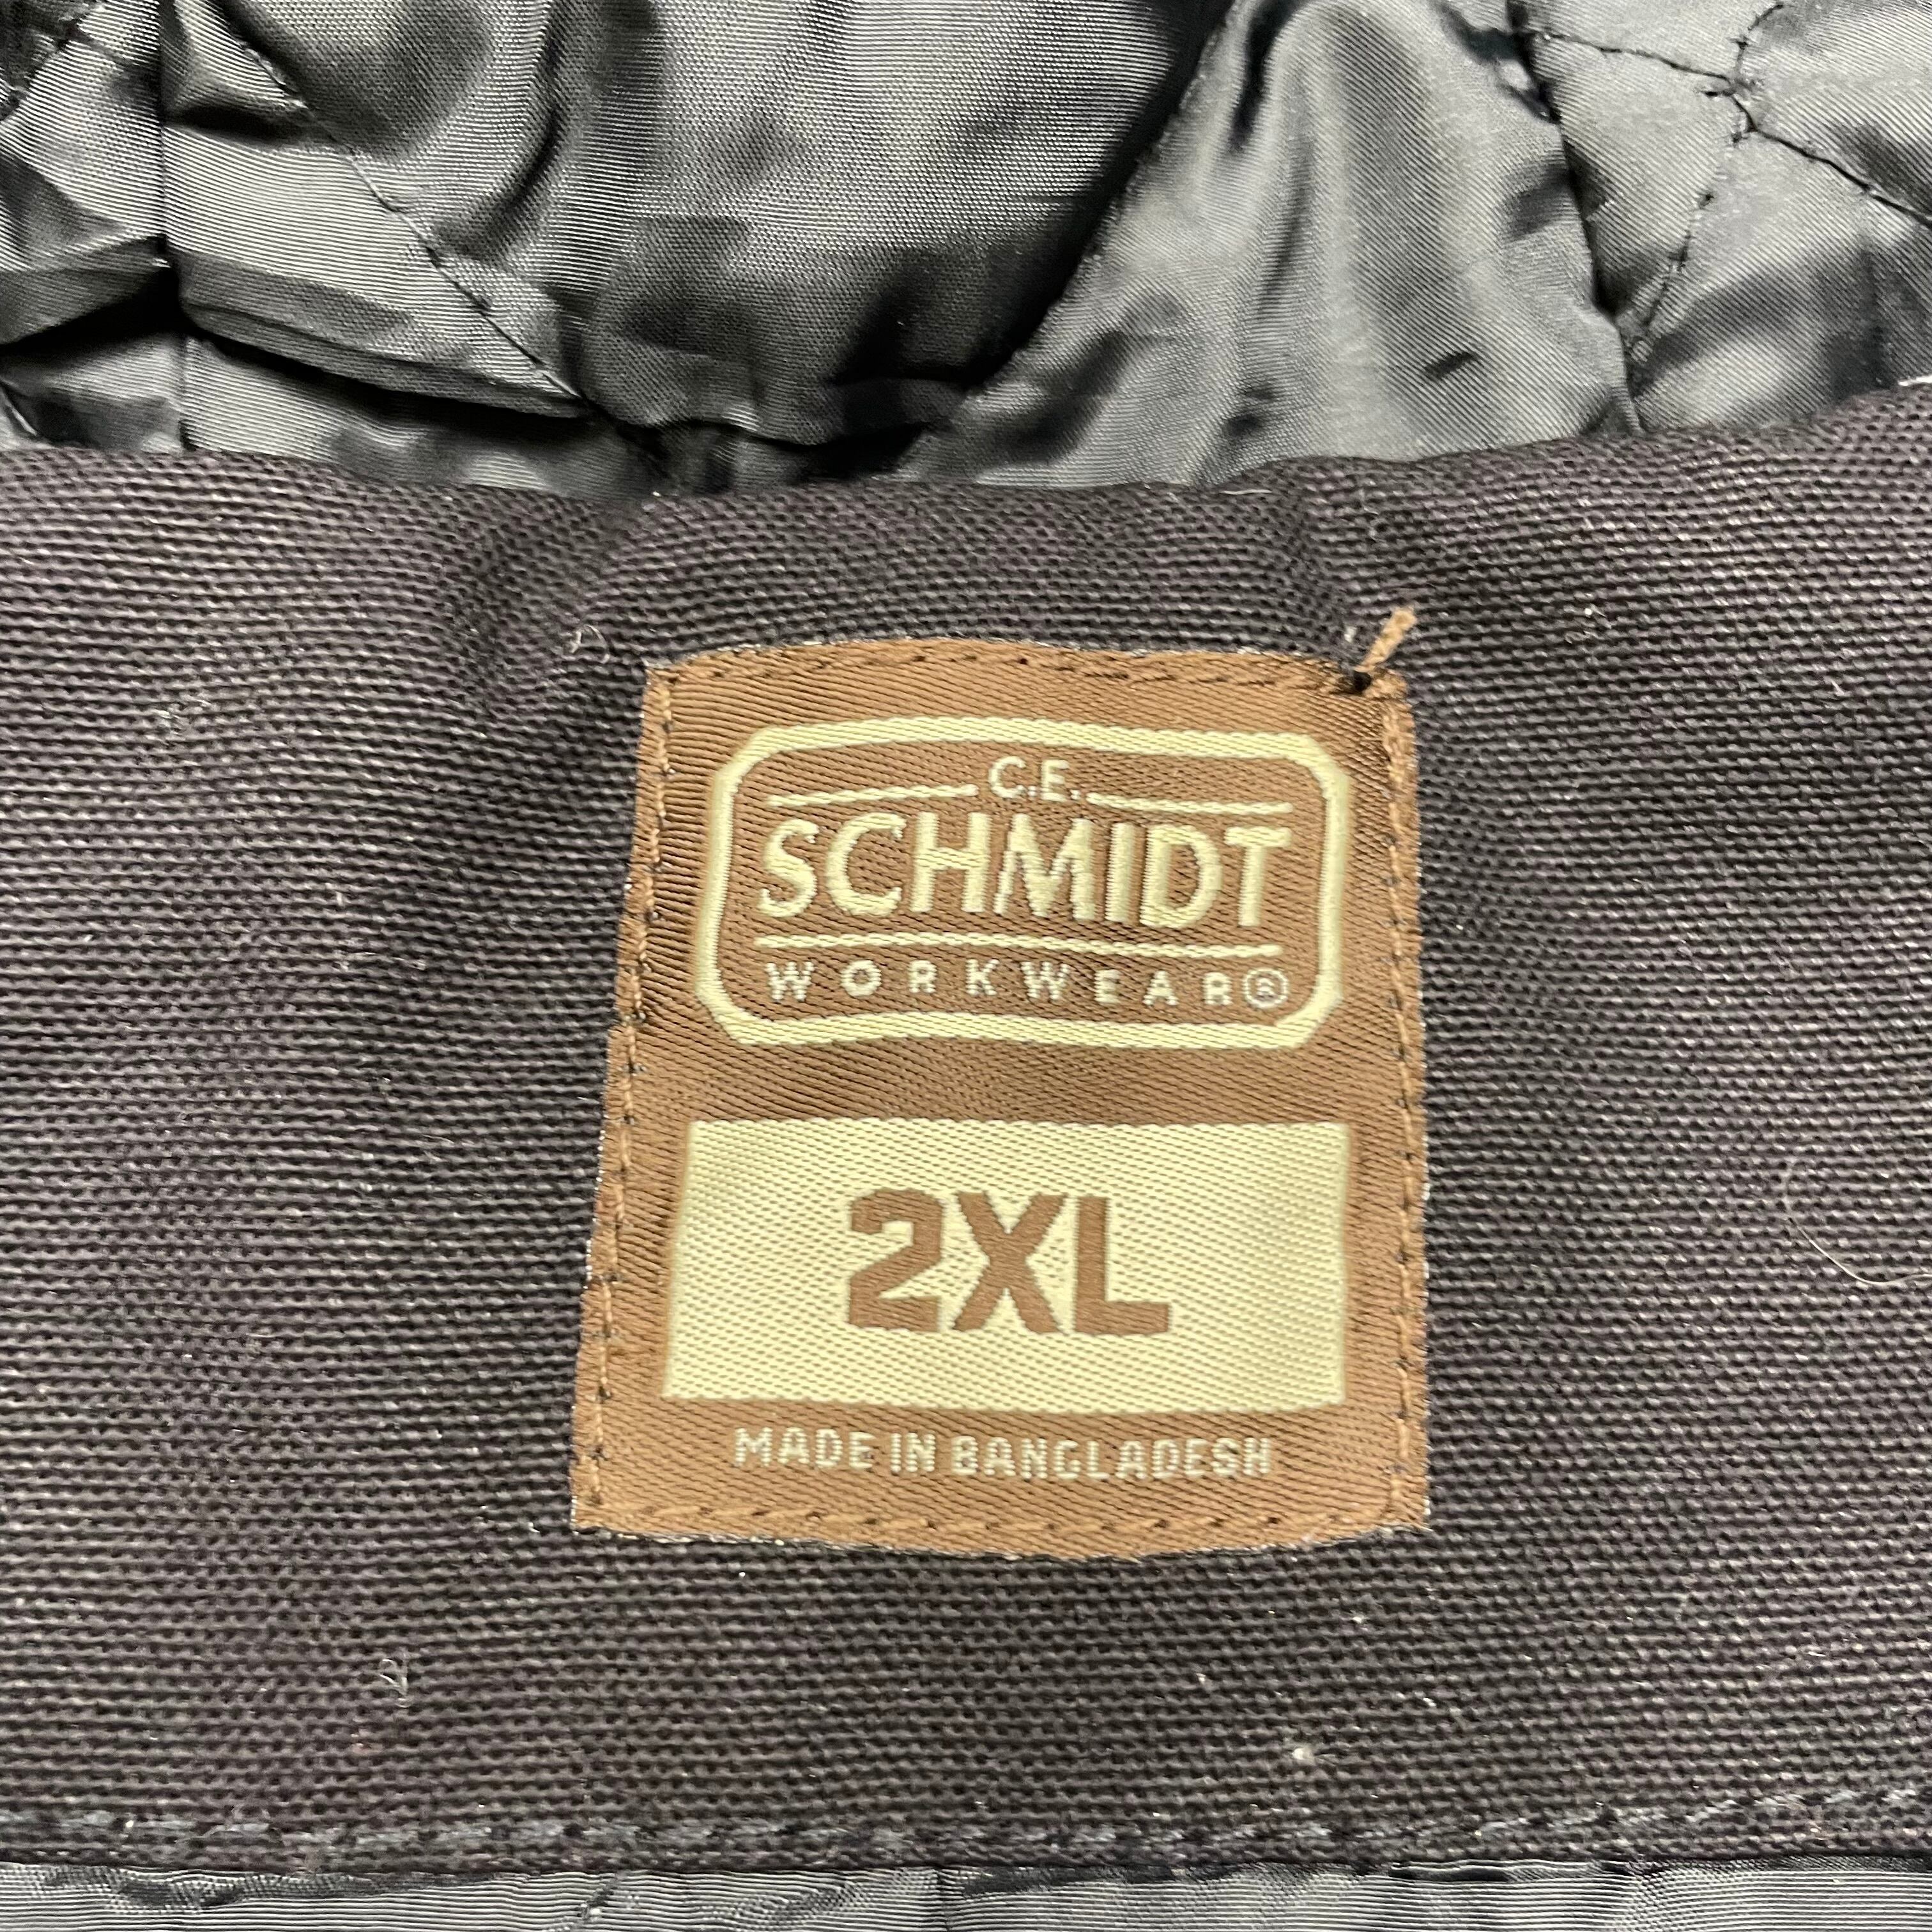 C.E.
SCHMIDT
WORKWEAR®
2XL
MADE IN BANGLADESH